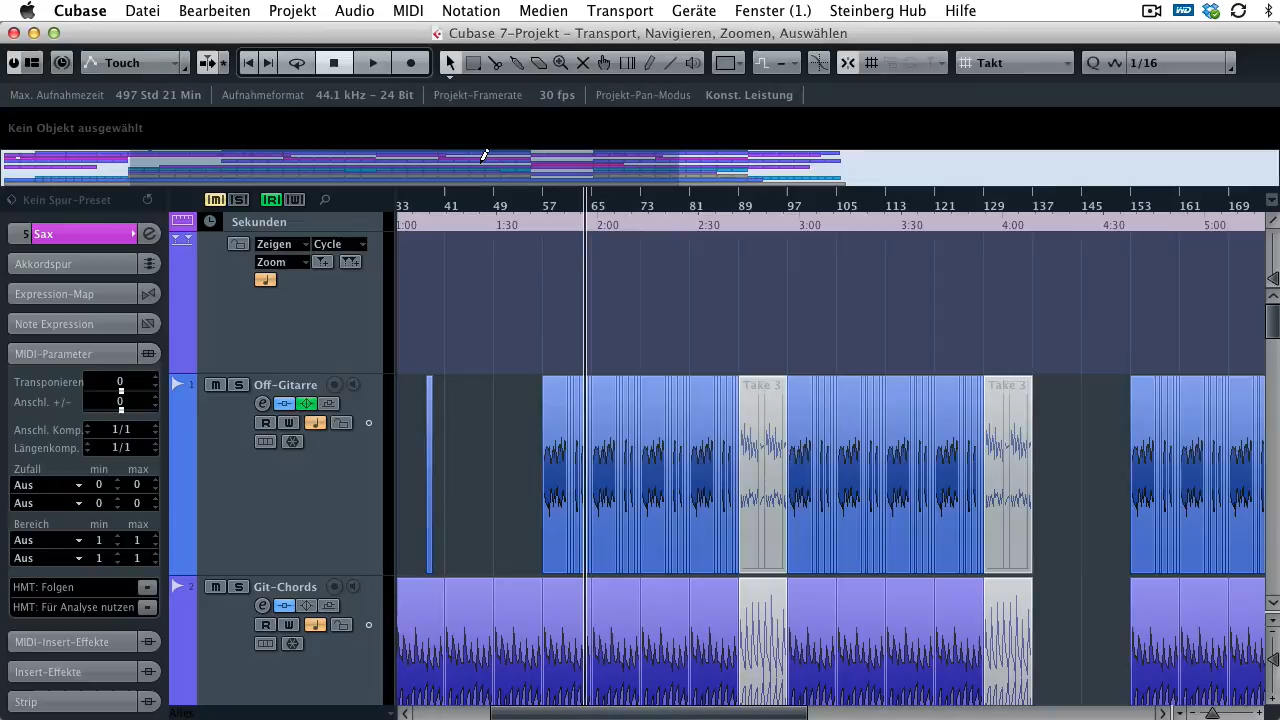 Cubase Datei Bearbeiten Projekt Audio MIDI Notation Medien Transport Geräte Fenster (1.) Steinberg Hub Hilfe
Cubase 7-Projekt – Transport, Navigieren, Zoomen, Auswählen
Touch Takt Q 1/16
Max. Aufnahmezeit 497 Std 21 Min Aufnahmeformat 44.1 kHz – 24 Bit Projekt-Framerate 30 fps Projekt-Pan-Modus Konst. Leistung
Kein Objekt ausgewählt
Kein Spur-Preset M S R W
33 41 49 57 65 73 81 89 97 105 113 121 129 137 145 153 161 169
Sekunden 1:00 1:30 2:00 2:30 3:00 3:30 4:00 4:30 5:00
5 Sax
Zeigen Cycle
Akkordspur Zoom
Expression-Map
Note Expression
MIDI-Parameter
Transponieren 0 1 M S Off-Gitarre Take 3 Take 3
Anschl. +/- 0 e
R W
Anschl. Komp. 1/1
Längenkomp. 1/1
Zufall min max
Aus 0 0
Aus 0 0
Bereich min max
Aus 1 1
Aus 1 1
HMT: Folgen 2 M S Git-Chords
HMT: Für Analyse nutzen e
R W
MIDI-Insert-Effekte
Insert-Effekte
Strip
Alles